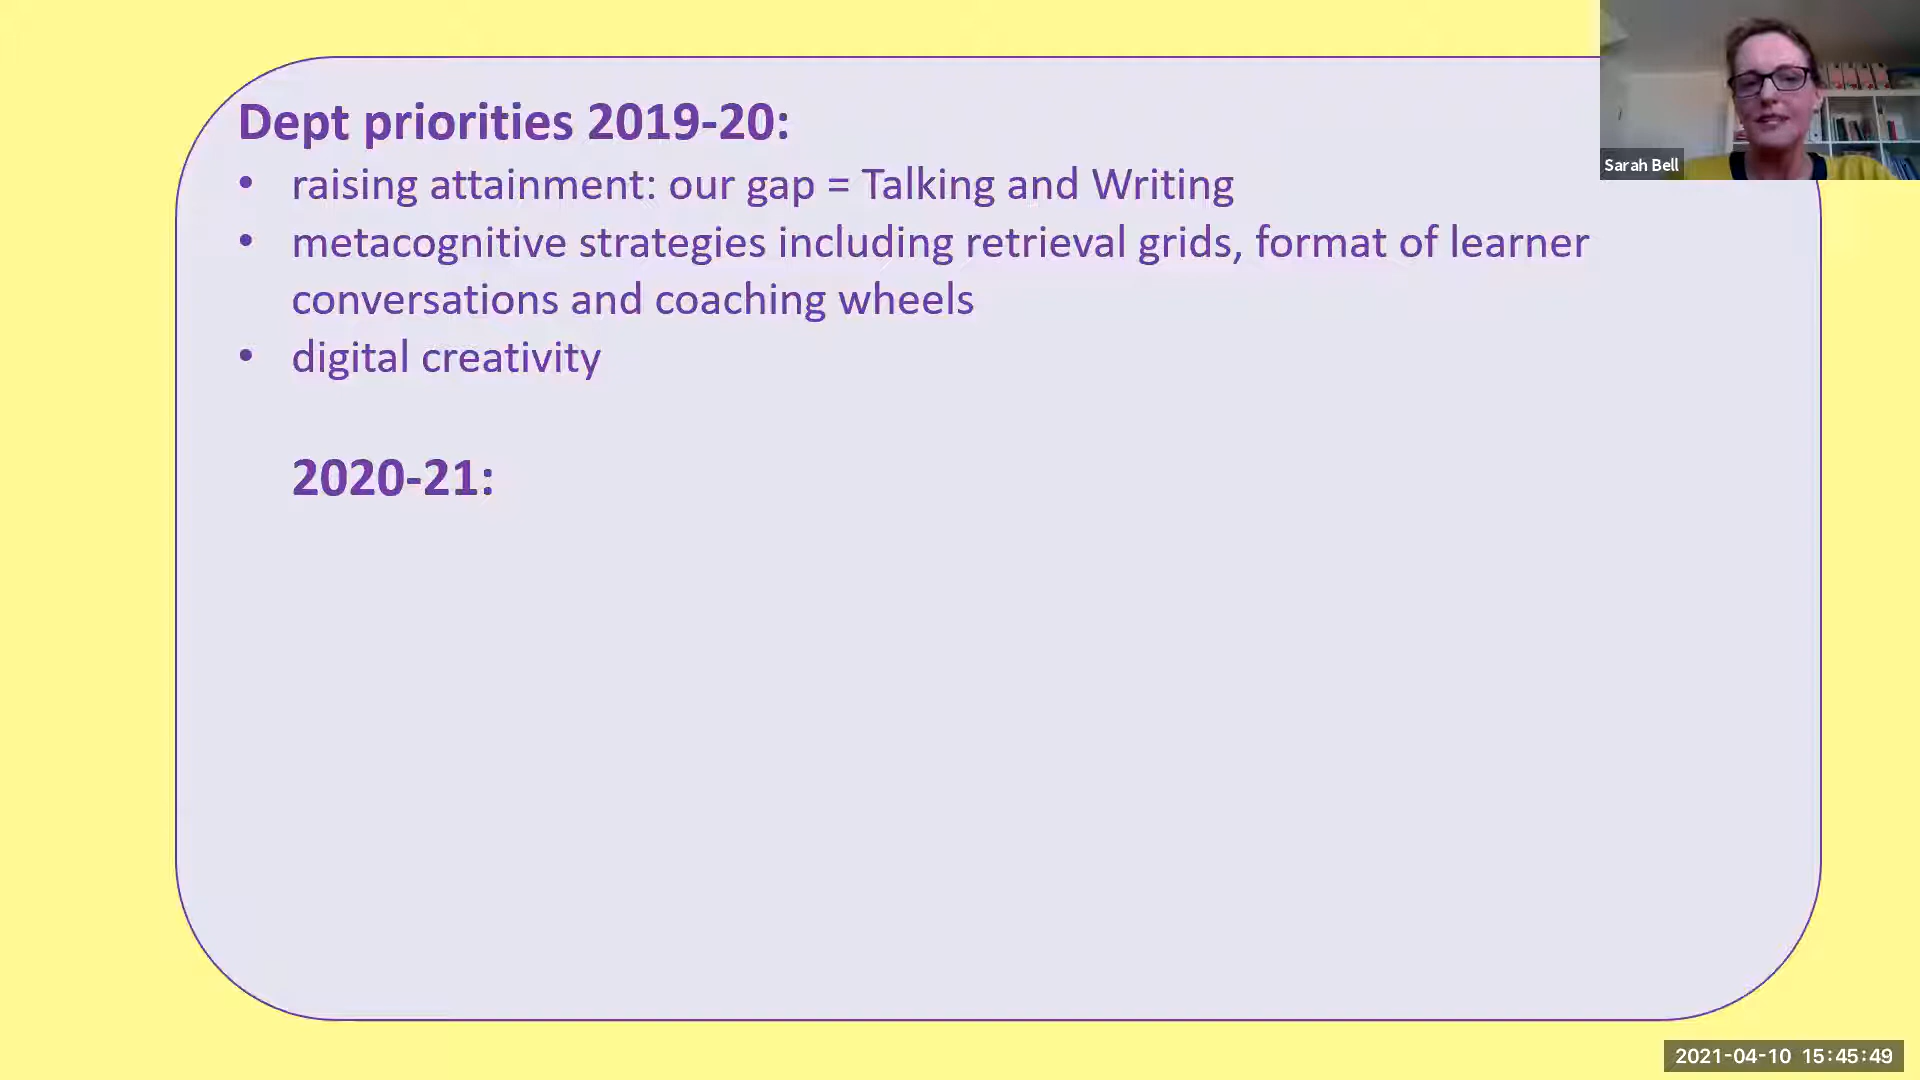 Dept priorities 2019-20:
• raising attainment: our gap = Talking and Writing
• metacognitive strategies including retrieval grids, format of learner
conversations and coaching wheels
• digital creativity
2020-21:
Sarah Bell
2021-04-10 15:45:49